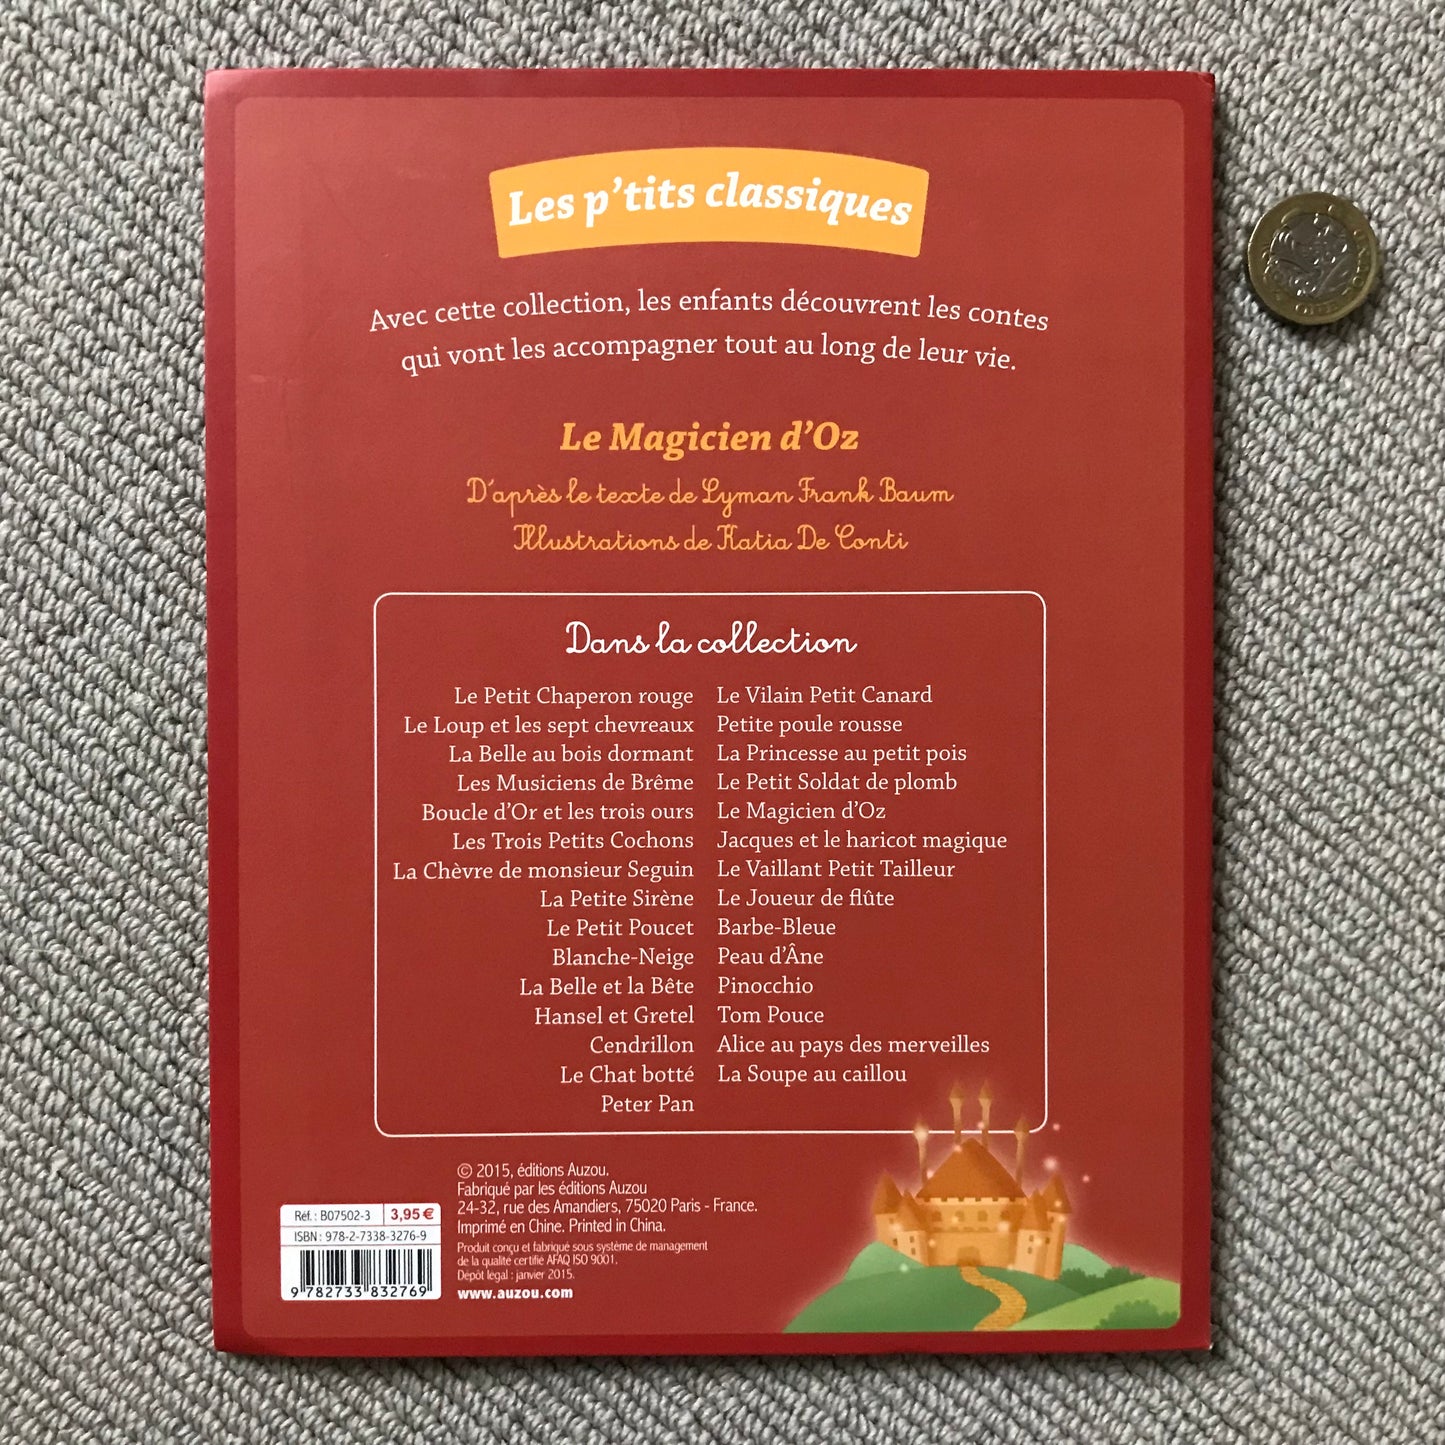 Les p'tits classiques
Avec cette collection, les enfants découvrent les contes
qui vont les accompagner tout au long de leur vie.
Le Magicien d'Oz
D'après le texte de Lyman Frank Baum
Illustrations de Katia De Conti
Dans la collection
Le Petit Chaperon rouge
Le Loup et les sept chevreaux
La Belle au bois dormant
Les Musiciens de Brême
Boucle d'Or et les trois ours
Les Trois Petits Cochons
La Chèvre de monsieur Seguin
La Petite Sirène
Le Petit Poucet
Blanche-Neige
La Belle et la Bête
Hansel et Gretel
Cendrillon
Le Chat botté
Peter Pan
Le Vilain Petit Canard
Petite poule rousse
La Princesse au petit pois
Le Petit Soldat de plomb
Le Magicien d'Oz
Jacques et le haricot magique
Le Vaillant Petit Tailleur
Le Joueur de flûte
Barbe-Bleue
Peau d'Âne
Pinocchio
Tom Pouce
Alice au pays des merveilles
La Soupe au caillou
Réf. : B07502-3 3,95 €
ISBN : 978-2-7338-3276-9
9 782733 832769
© 2015, éditions Auzou.
Fabriqué par les éditions Auzou
24-32, rue des Amandiers, 75020 Paris - France.
Imprimé en Chine. Printed in China.
Produit conçu et fabriqué sous système de management
de la qualité certifié AFAQ ISO 9001.
Dépôt légal : janvier 2015.
www.auzou.com